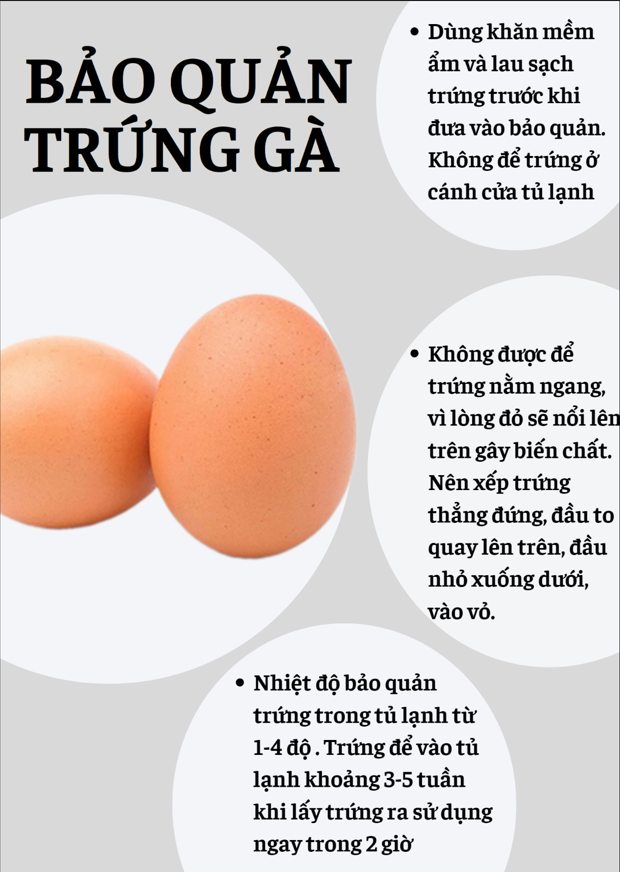 BẢO QUẢN
TRỨNG GÀ
• Dùng khăn mềm
ẩm và lau sạch
trứng trước khi
đưa vào bảo quản.
Không để trứng ở
cánh cửa tủ lạnh
• Không được để
trứng nằm ngang,
vì lòng đỏ sẽ nổi lên
trên gây biến chất.
Nên xếp trứng
thẳng đứng, đầu to
quay lên trên, đầu
nhỏ xuống dưới,
vào vỏ.
• Nhiệt độ bảo quản
trứng trong tủ lạnh từ
1-4 độ . Trứng để vào tủ
lạnh khoảng 3-5 tuần
khi lấy trứng ra sử dụng
ngay trong 2 giờ